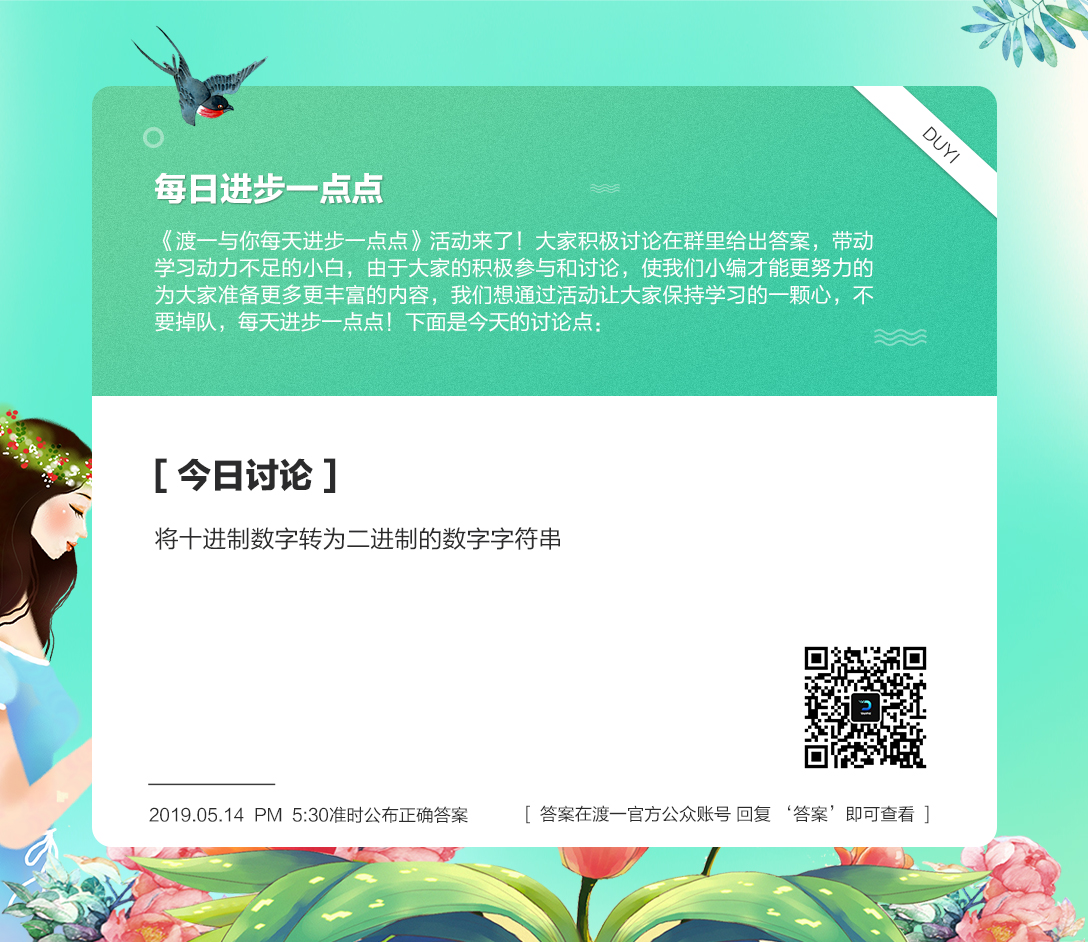 DUYI
每日进步一点点
《渡一与你每天进步一点点》活动来了！大家积极讨论在群里给出答案，带动
学习动力不足的小白，由于大家的积极参与和讨论，使我们小编才能更努力的
为大家准备更多更丰富的内容，我们想通过活动让大家保持学习的一颗心，不
要掉队，每天进步一点点！下面是今天的讨论点：
[ 今日讨论 ]
将十进制数字转为二进制的数字字符串
2019.05.14 PM 5:30准时公布正确答案
[ 答案在渡一官方公众账号 回复 ‘答案’即可查看 ]